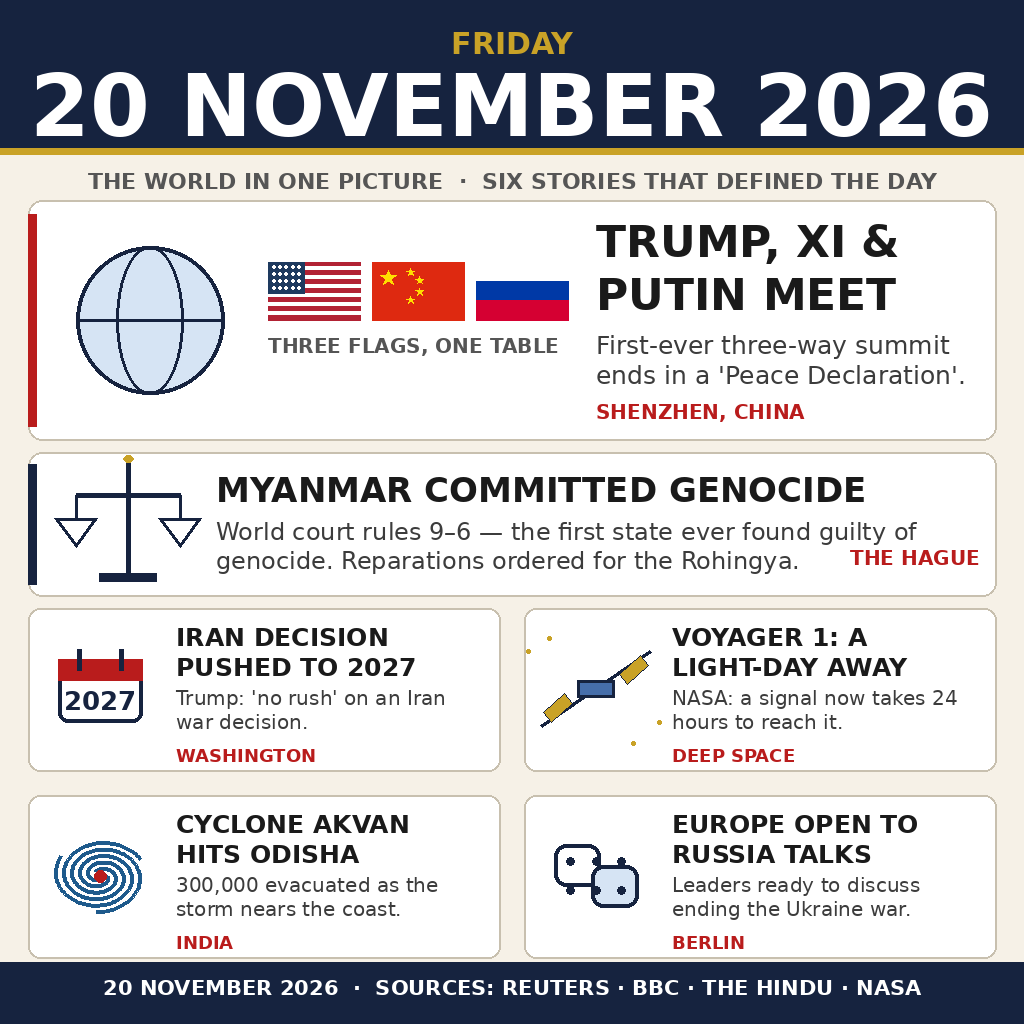 FRIDAY
20 NOVEMBER 2026
THE WORLD IN ONE PICTURE · SIX STORIES THAT DEFINED THE DAY
THREE FLAGS, ONE TABLE
TRUMP, XI &
PUTIN MEET
First-ever three-way summit
ends in a 'Peace Declaration'.
SHENZHEN, CHINA
MYANMAR COMMITTED GENOCIDE
World court rules 9–6 — the first state ever found guilty of
genocide. Reparations ordered for the Rohingya.
THE HAGUE
2027
IRAN DECISION
PUSHED TO 2027
Trump: 'no rush' on an Iran
war decision.
WASHINGTON
VOYAGER 1: A
LIGHT-DAY AWAY
NASA: a signal now takes 24
hours to reach it.
DEEP SPACE
CYCLONE AKVAN
HITS ODISHA
300,000 evacuated as the
storm nears the coast.
INDIA
EUROPE OPEN TO
RUSSIA TALKS
Leaders ready to discuss
ending the Ukraine war.
BERLIN
20 NOVEMBER 2026 · SOURCES: REUTERS · BBC · THE HINDU · NASA